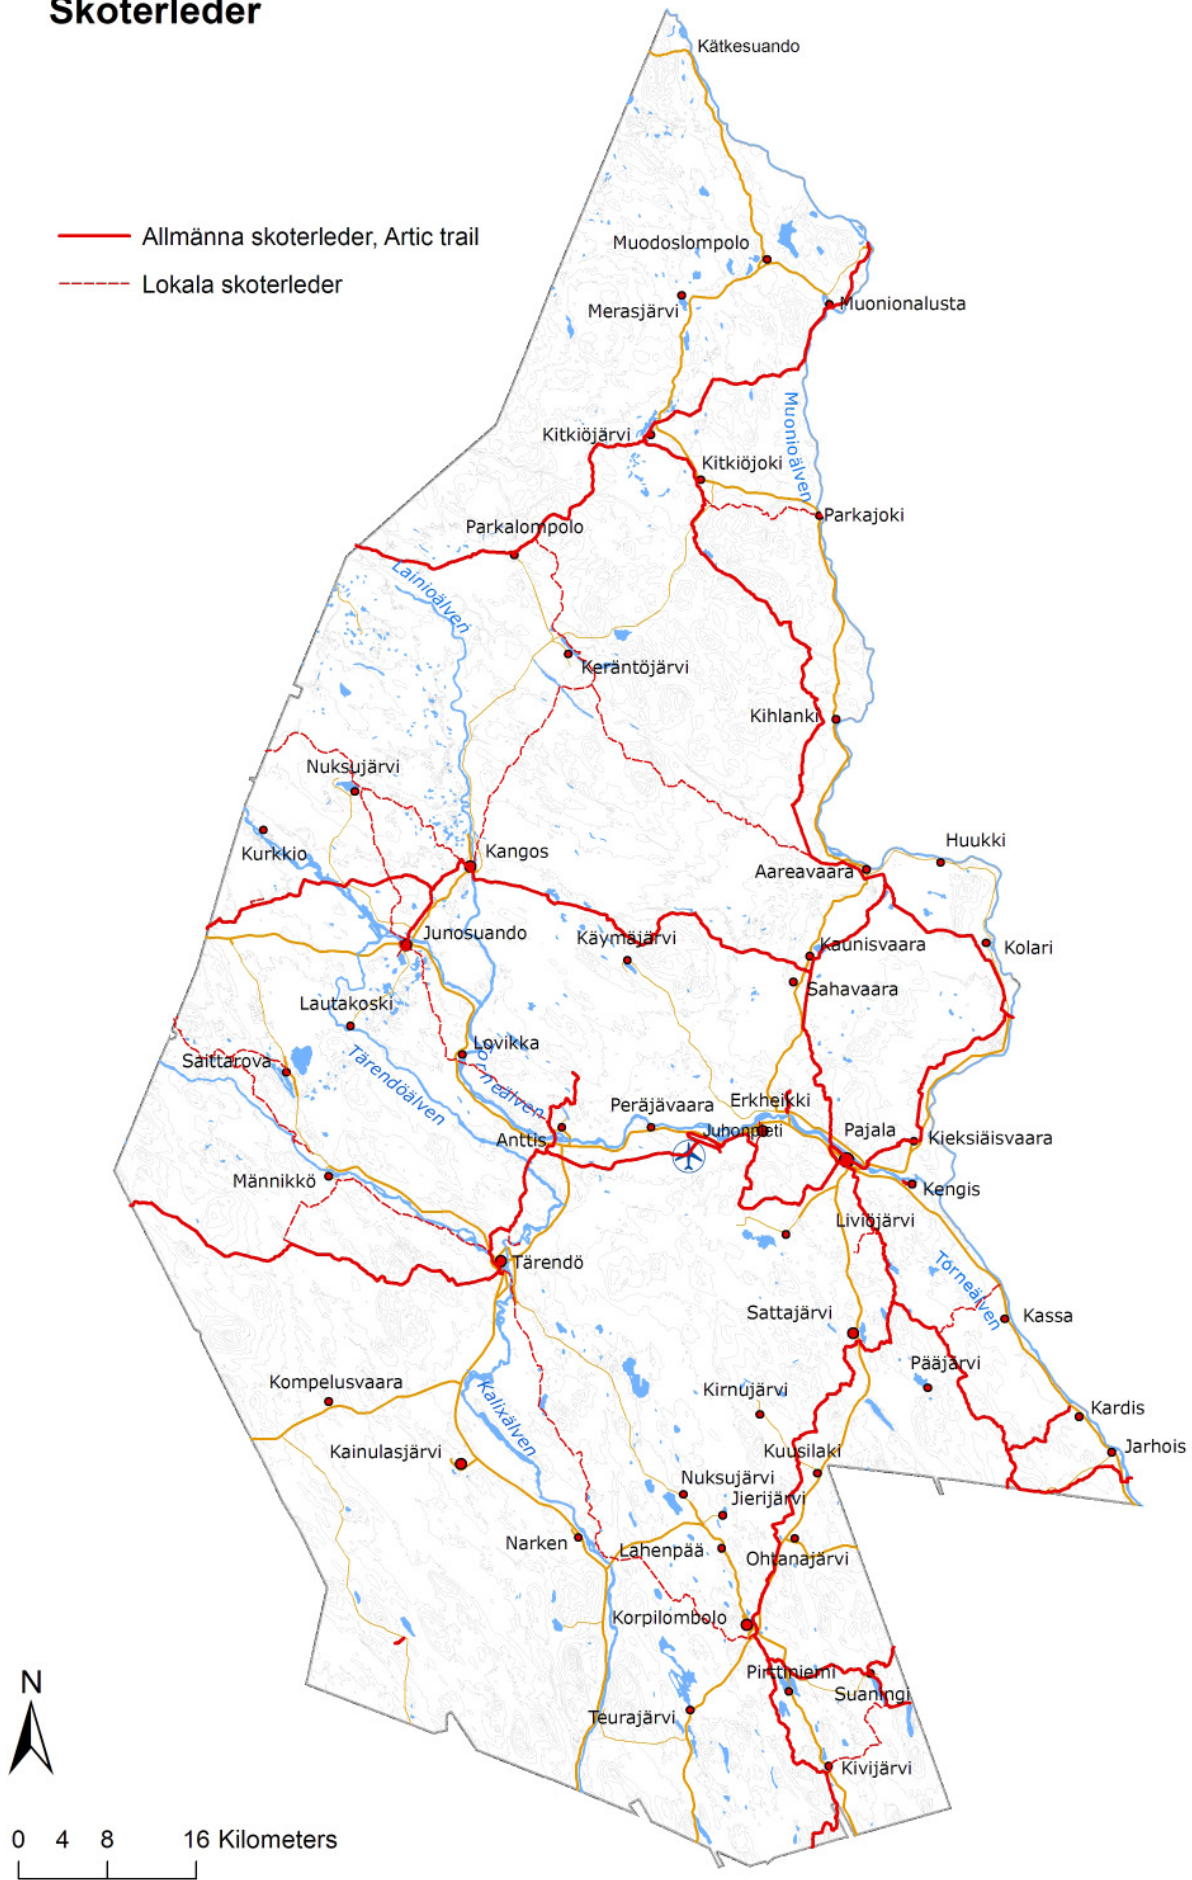 Skoterleder
Kätkesuando
Allmänna skoterleder, Artic trail
Muodoslompolo
Lokala skoterleder
Muonionalusta
Merasjärvi
Muonioälven
Kitkiöjärvi
Kitkiöjoki
Parkajoki
Parkalompolo
Lainioälven
Keräntöjärvi
Kihlanki
Nuksujärvi
Kurkkio
Kangos
Huukki
Aareavaara
Junosuando
Käymäjärvi
Kaunisvaara
Kolari
Sahavaara
Lautakoski
Lovikka
Saittarova
Tärendöälven
Torneälven
Peräjävaara
Erkheikki
Juhonpieti
Pajala
Anttis
Kieksiäisvaara
Männikkö
Kengis
Liviöjärvi
Tärendö
Torneälven
Sattajärvi
Kassa
Pääjärvi
Kompelusvaara
Kirnujärvi
Kalixälven
Kardis
Kainulasjärvi
Kuusilaki
Jarhois
Nuksujärvi
Jierijärvi
Narken
Lahenpää
Ohtanajärvi
Korpilombolo
Pirttiniemi
N
Suaningi
Teurajärvi
Kivijärvi
0 4 8 16 Kilometers